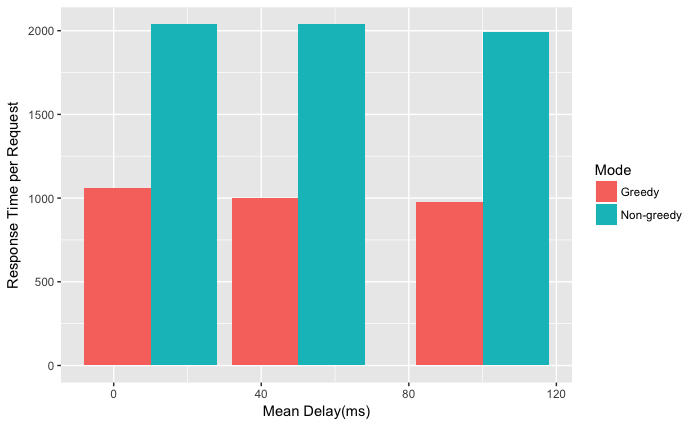 2000
1500
1000
500
0
Response Time per Request
0 40 80 120
Mean Delay(ms)
Mode
Greedy
Non-greedy